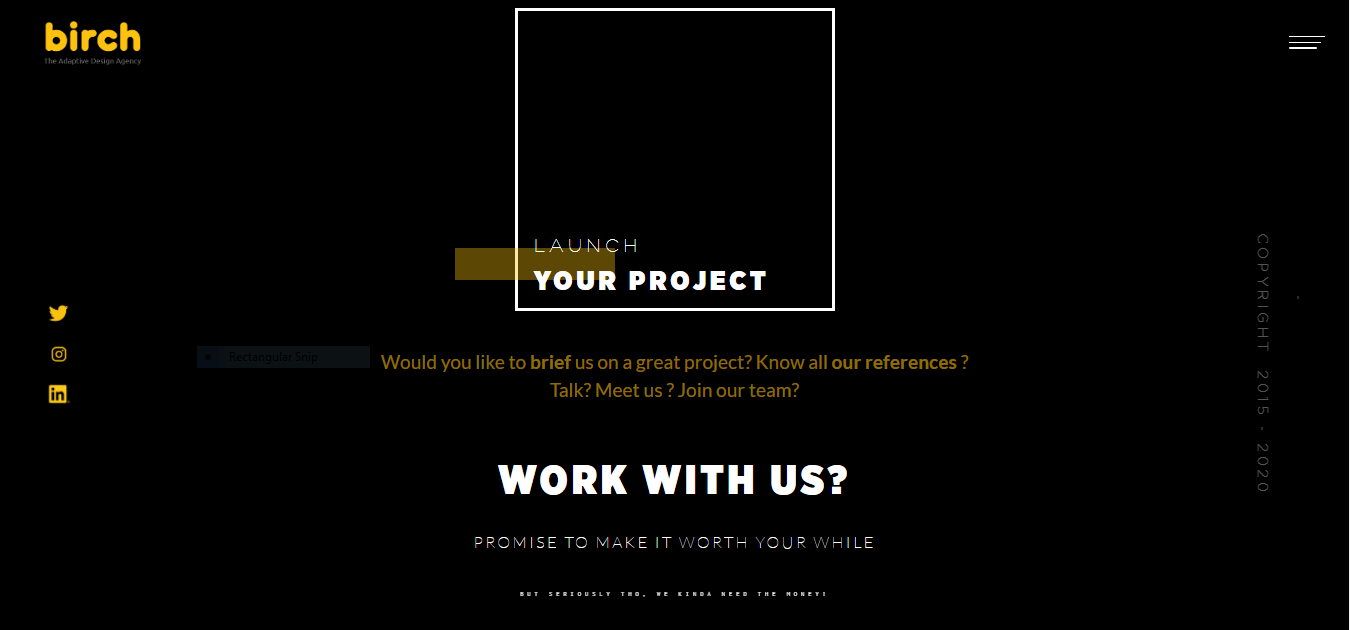 birch
The Adaptive Design Agency
LAUNCH
YOUR PROJECT
Rectangular Snip
Would you like to brief us on a great project? Know all our references ?
Talk? Meet us ? Join our team?
WORK WITH US?
PROMISE TO MAKE IT WORTH YOUR WHILE
BUT SERIOUSLY THO, WE KINDA NEED THE MONEY!
COPYRIGHT 2015 - 2020